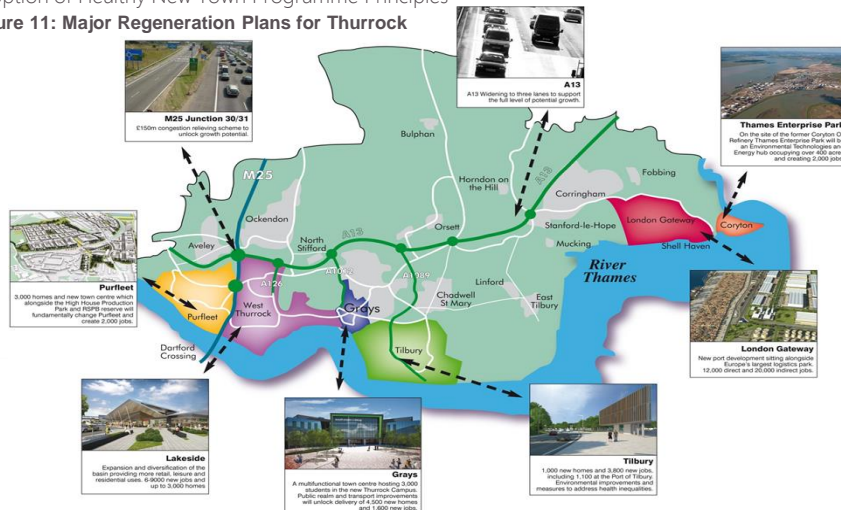 option of Healthy New Town Programme Principles
ure 11: Major Regeneration Plans for Thurrock
M25 Junction 30/31
£150m congestion relieving scheme to
unlock growth potential.
A13
A13 Widening to three lanes to support
the full level of potential growth.
Thames Enterprise Park
On the site of the former Coryton O
Refinery Thames Enterprise Park will b
an Environmental Technologies an
Energy hub occupying over 400 acre
and creating 2,000 jobs
Purfleet
3,000 homes and new town centre which
alongside the High House Production
Park and RSPB reserve will
fundamentally change Purfleet and
create 2,000 jobs.
London Gateway
New port development sitting alongside
Europe's largest logistics park.
12,000 direct and 20,000 indirect jobs.
Lakeside
Expansion and diversification of the
basin providing more retail, leisure and
residential uses. 6-9000 new jobs and
up to 3,000 homes
Grays
A multifunctional town centre hosting 3,000
students in the new Thurrock Campus.
Public realm and transport improvements
will unlock delivery of 4,500 new homes
and 1,600 new jobs.
Tilbury
1,000 new homes and 3,800 new jobs,
including 1,100 at the Port of Tilbury.
Environmental improvements and
measures to address health inequalities.
Bulphan
M25
Ockendon
Horndon on
the Hill
A13
Fobbing
Corringham
Aveley
North
Stifford
A13
Orsett
Stanford-le-Hope
London Gateway
Coryton
Mucking
Shell Haven
A126
A1012
A1089
Linford
River
Thames
West
Thurrock
Grays
Chadwell
St Mary
East
Tilbury
Purfleet
Dartford
Crossing
Tilbury